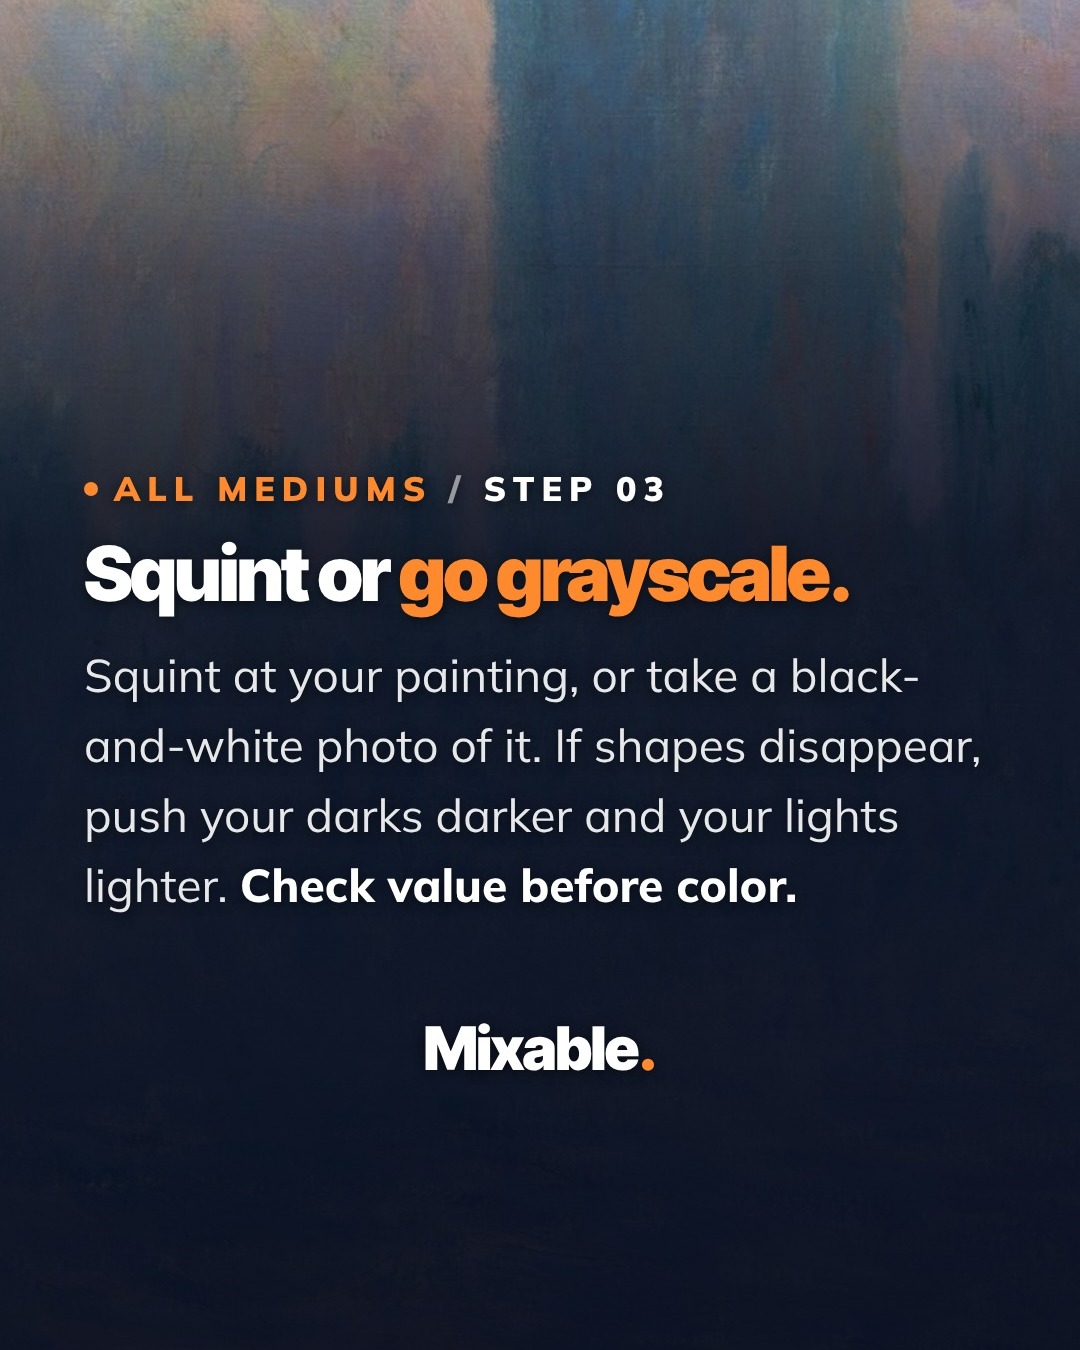 • ALL MEDIUMS / STEP 03
Squint or go grayscale.
Squint at your painting, or take a black-
and-white photo of it. If shapes disappear,
push your darks darker and your lights
lighter. Check value before color.
Mixable.